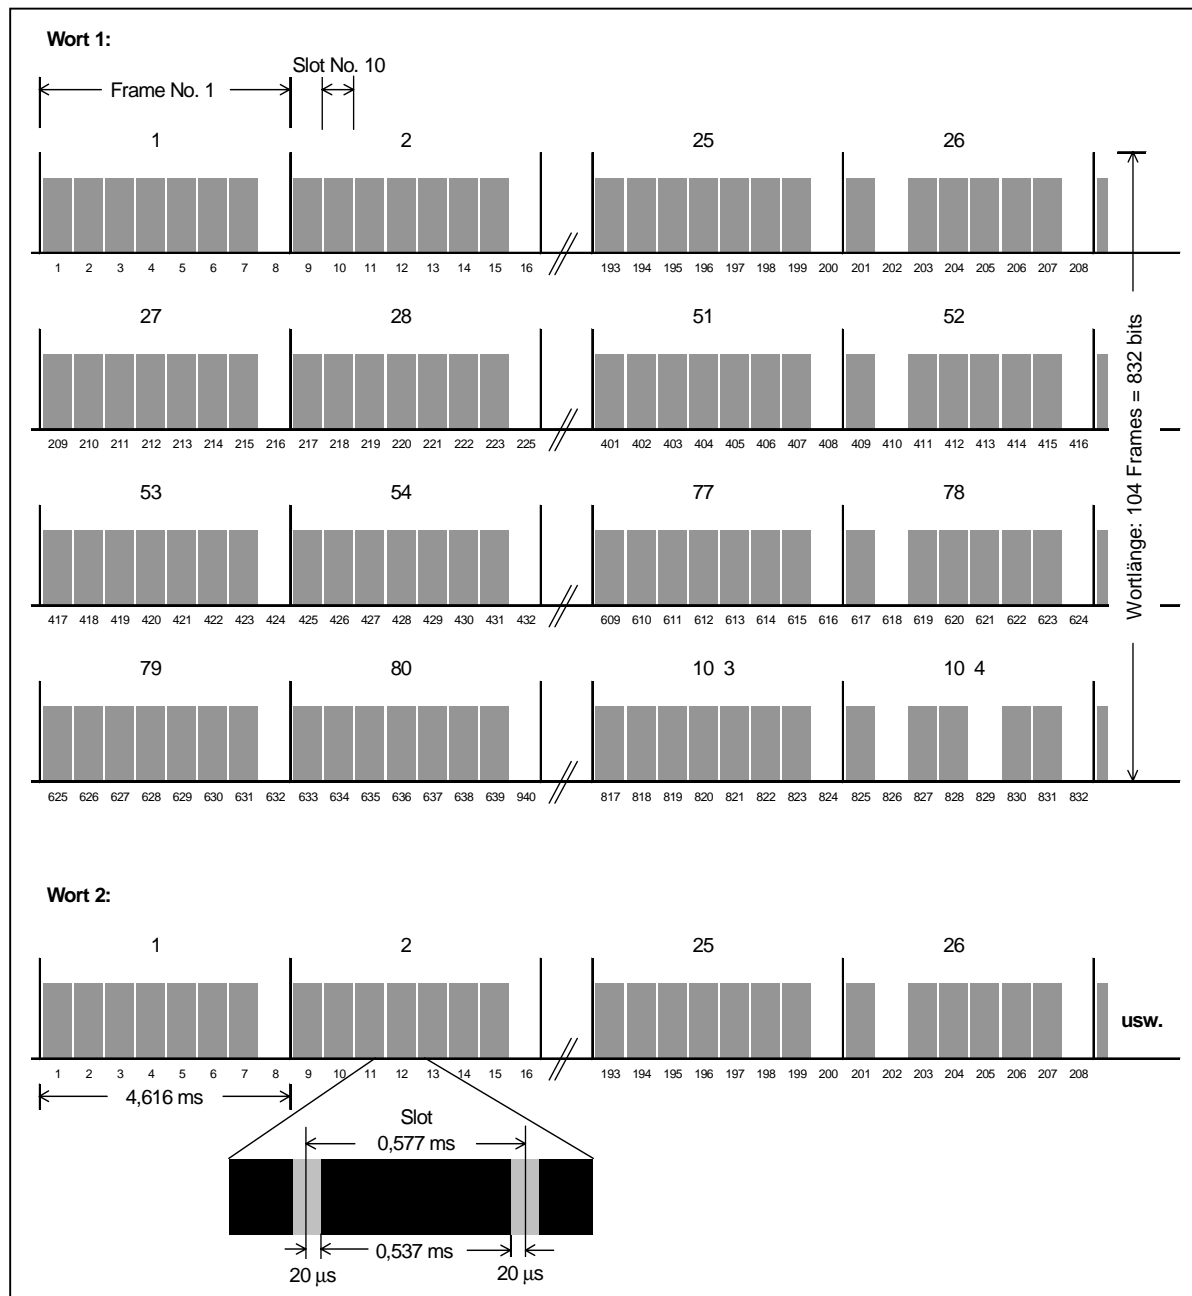 Wort 1:
Slot No. 10
Frame No. 1
1 2 25 26
1 2 3 4 5 6 7 8 9 10 11 12 13 14 15 16 193 194 195 196 197 198 199 200 201 202 203 204 205 206 207 208
27 28 51 52
209 210 211 212 213 214 215 216 217 218 219 220 221 222 223 225 401 402 403 404 405 406 407 408 409 410 411 412 413 414 415 416
53 54 77 78
417 418 419 420 421 422 423 424 425 426 427 428 429 430 431 432 609 610 611 612 613 614 615 616 617 618 619 620 621 622 623 624
79 80 10 3 10 4
625 626 627 628 629 630 631 632 633 634 635 636 637 638 639 940 817 818 819 820 821 822 823 824 825 826 827 828 829 830 831 832
Wortlänge: 104 Frames = 832 bits
Wort 2:
1 2 25 26
usw.
1 2 3 4 5 6 7 8 9 10 11 12 13 14 15 16 193 194 195 196 197 198 199 200 201 202 203 204 205 206 207 208
4,616 ms
Slot
0,577 ms
0,537 ms
20 µs 20 µs